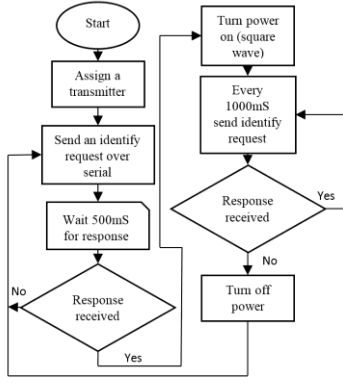 Start
Assign a
transmitter
Send an identify
request over
serial
Wait 500mS
for response
Response
received
No
Yes
Turn power
on (square
wave)
Every
1000mS
send identify
request
Response
received
Yes
No
Turn off
power